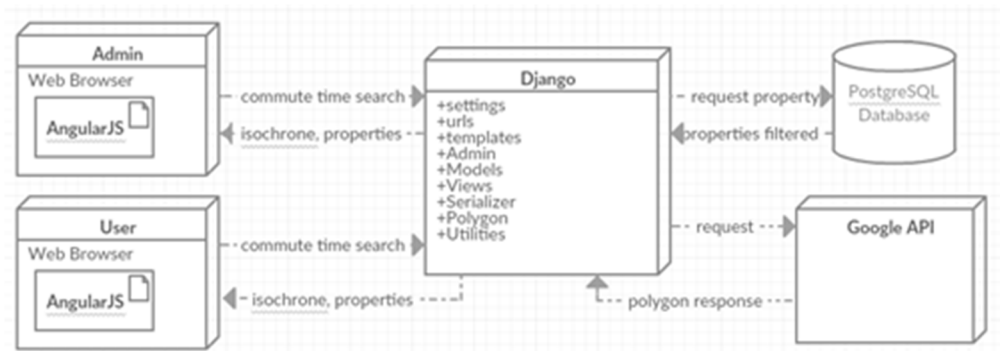 Admin
Web Browser
AngularJS
commute time search
isochrone, properties
User
Web Browser
AngularJS
commute time search
isochrone, properties
Django
+settings
+urls
+templates
+Admin
+Models
+Views
+Serializer
+Polygon
+Utilities
request property
properties filtered
PostgreSQL
Database
request
polygon response
Google API